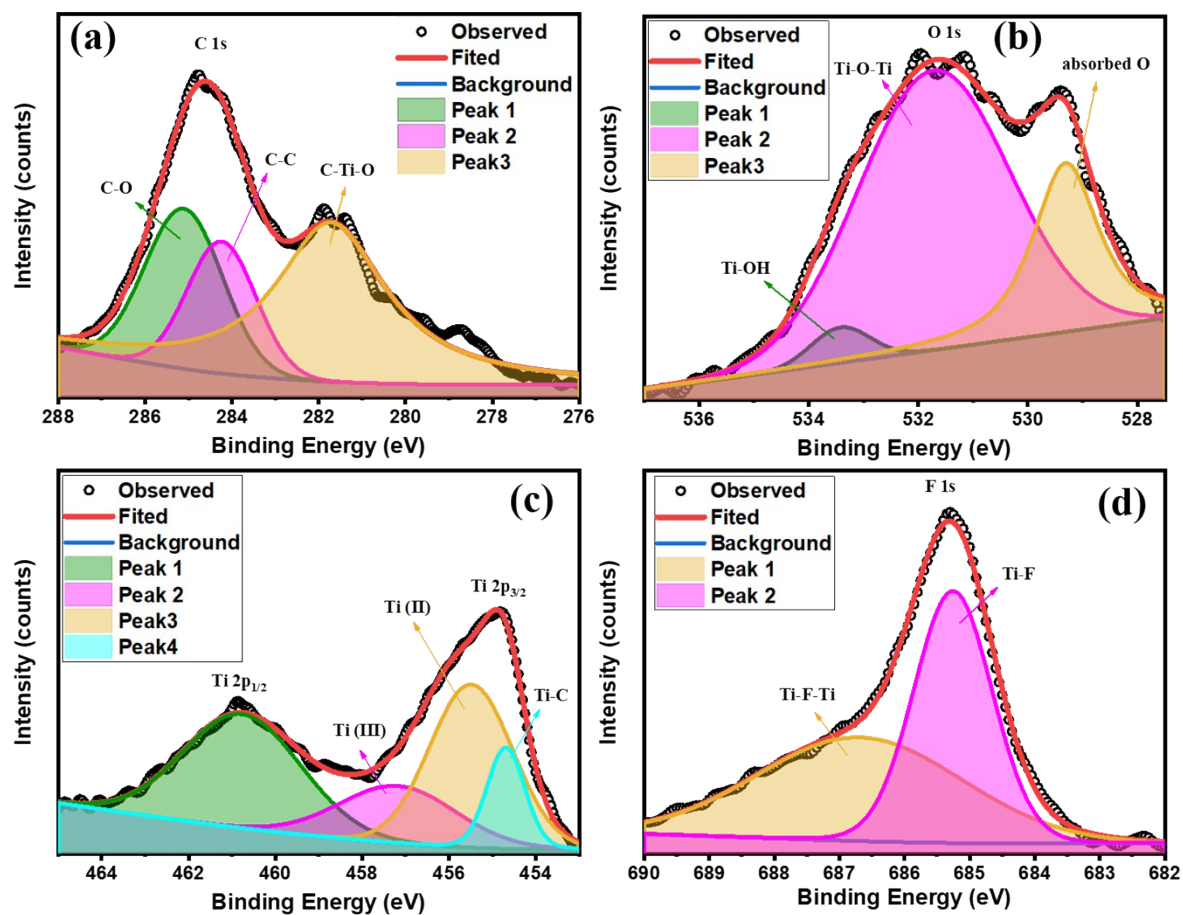 (a)
C 1s
Observed
Fited
Background
Peak 1
Peak 2
Peak3
C-O
C-C
C-Ti-O
Intensity (counts)
288 286 284 282 280 278 276
Binding Energy (eV)
(b)
O 1s
Observed
Fited
Background
Peak 1
Peak 2
Peak3
Ti-O-Ti
absorbed O
Ti-OH
Intensity (counts)
536 534 532 530 528
Binding Energy (eV)
(c)
Observed
Fited
Background
Peak 1
Peak 2
Peak3
Peak4
Ti 2p3/2
Ti (II)
Ti-C
Ti 2p1/2
Ti (III)
Intensity (counts)
464 462 460 458 456 454
Binding Energy (eV)
(d)
F 1s
Observed
Fited
Background
Peak 1
Peak 2
Ti-F
Ti-F-Ti
Intensity (counts)
690 689 688 687 686 685 684 683 682
Binding Energy (eV)